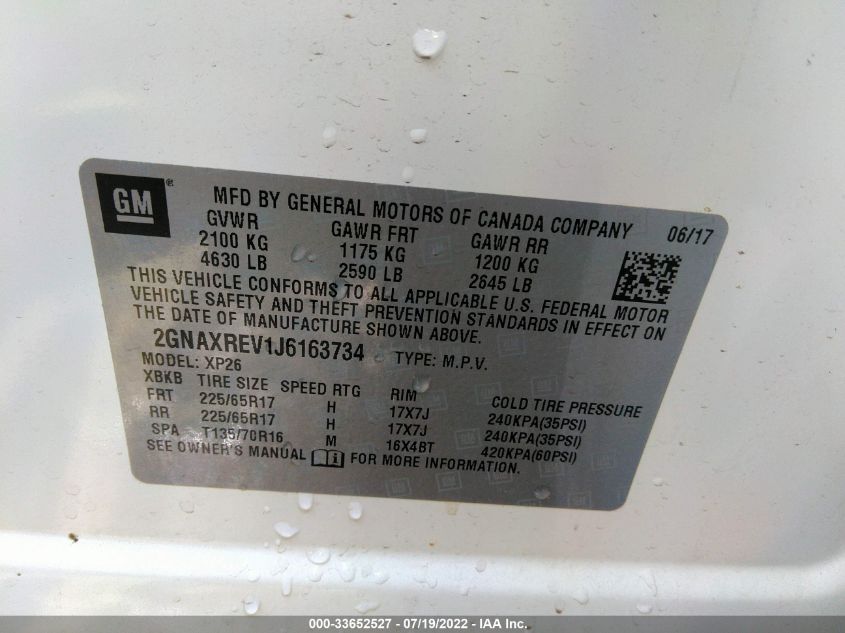 GM ®
MFD BY GENERAL MOTORS OF CANADA COMPANY 06/17
GVWR GAWR FRT GAWR RR
2100 KG 1175 KG 1200 KG
4630 LB 2590 LB 2645 LB
THIS VEHICLE CONFORMS TO ALL APPLICABLE U.S. FEDERAL MOTOR
VEHICLE SAFETY AND THEFT PREVENTION STANDARDS IN EFFECT ON
THE DATE OF MANUFACTURE SHOWN ABOVE.
2GNAXREV1J6163734 TYPE: M.P.V.
MODEL: XP26
XBKB TIRE SIZE SPEED RTG RIM COLD TIRE PRESSURE
FRT 225/65R17 H 17X7J 240KPA(35PSI)
RR 225/65R17 H 17X7J 240KPA(35PSI)
SPA T135/70R16 M 16X4BT 420KPA(60PSI)
SEE OWNER'S MANUAL FOR MORE INFORMATION.
000-33652527 - 07/19/2022 - IAA Inc.